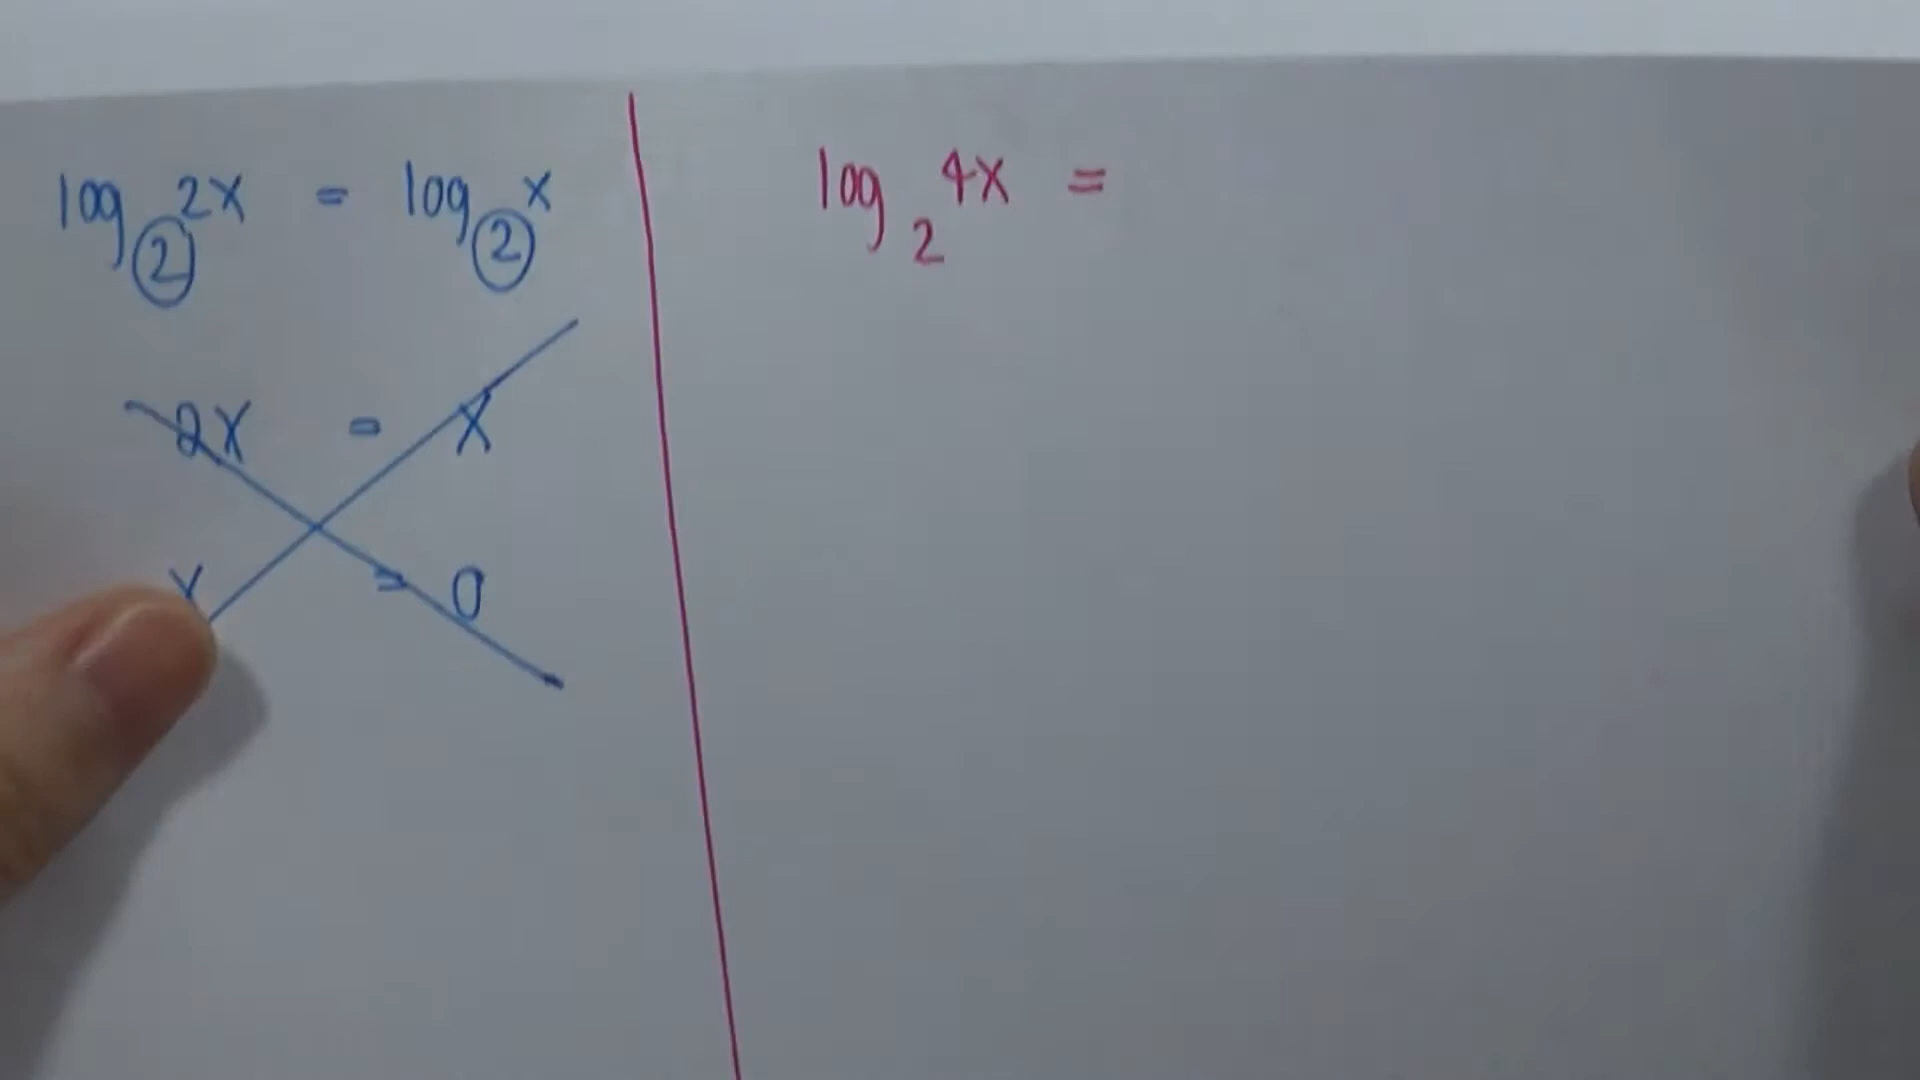 log₂ 2x = log₂ x
2x = x
x = 0
log₂ 4x =